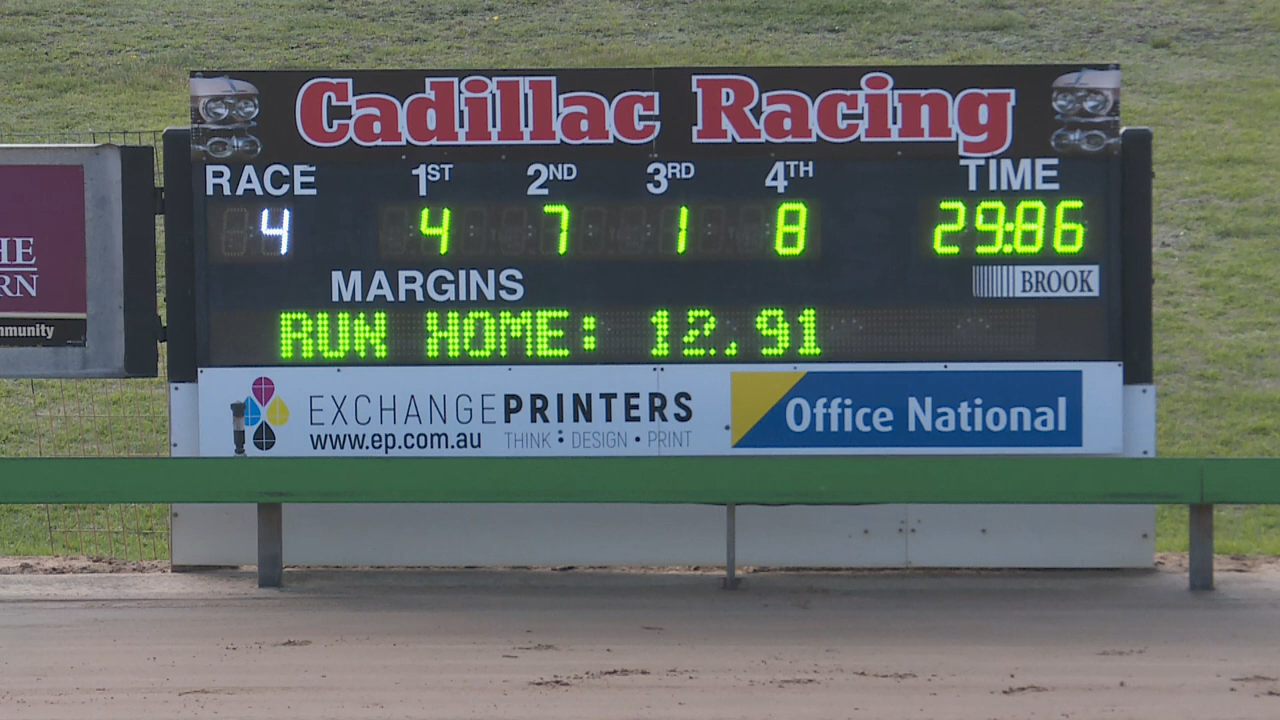 Cadillac Racing
RACE 1ST 2ND 3RD 4TH TIME
4 4 7 1 8 29:86
MARGINS
BROOK
RUN HOME: 12.91
HE
RN
mmunity
EXCHANGEPRINTERS
www.ep.com.au THINK : DESIGN • PRINT
Office National